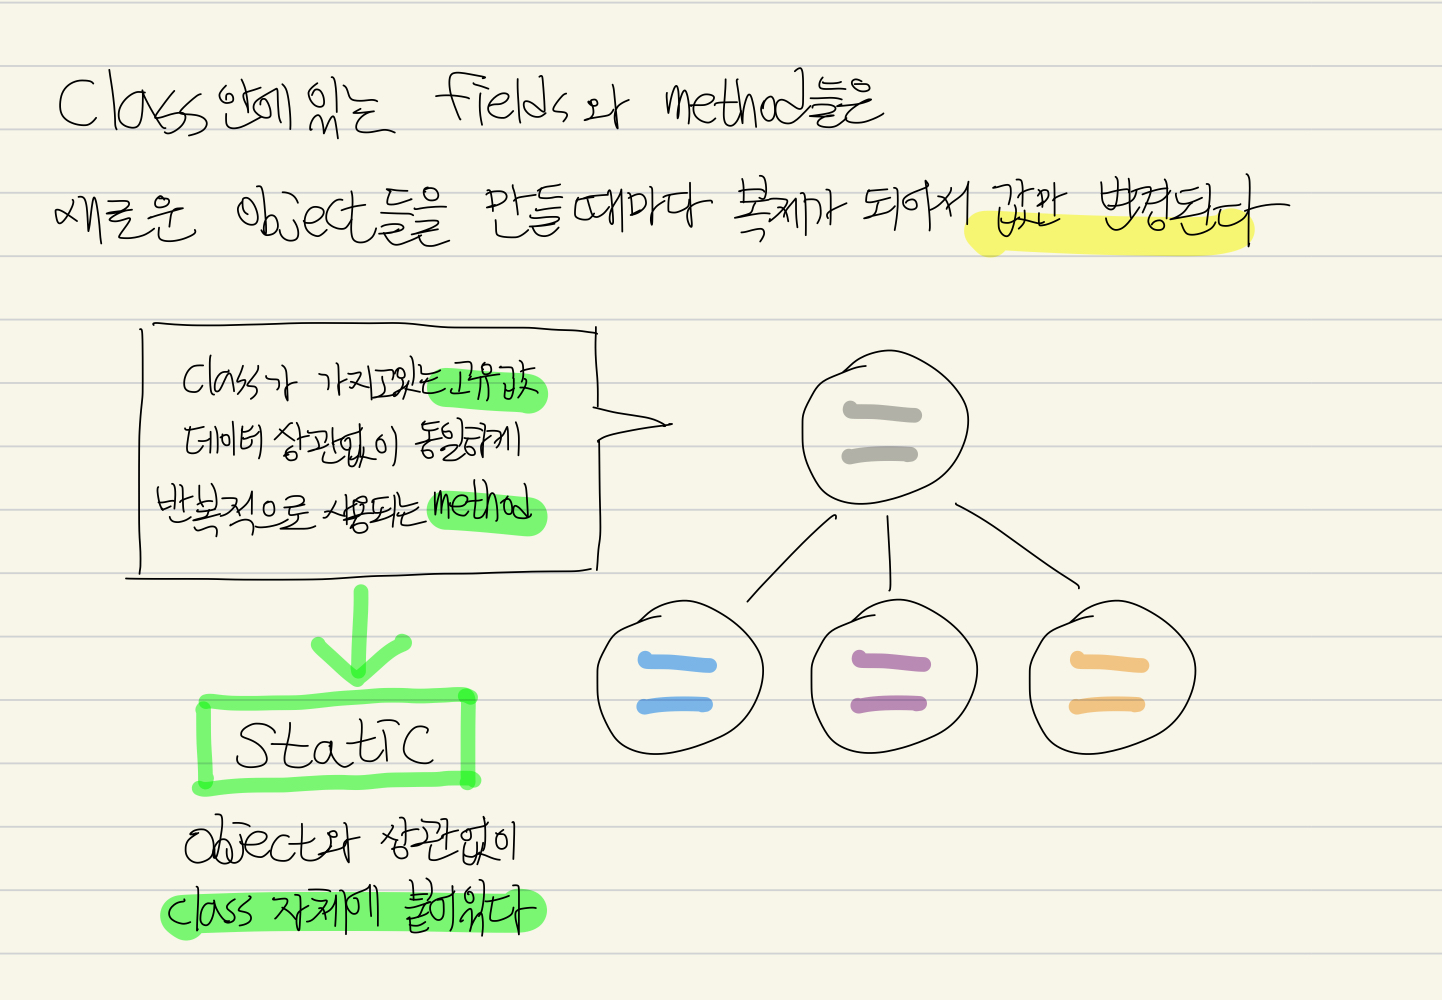 Class안에 있는 fields와 method들은
새로운 object들을 만들때마다 복제가 되어서 값만 변경된다
Class가 가지고있는 고유값
데이터 상관없이 동일하게
반복적으로 사용되는 method
Static
Object와 상관없이
class 자체에 붙어있다